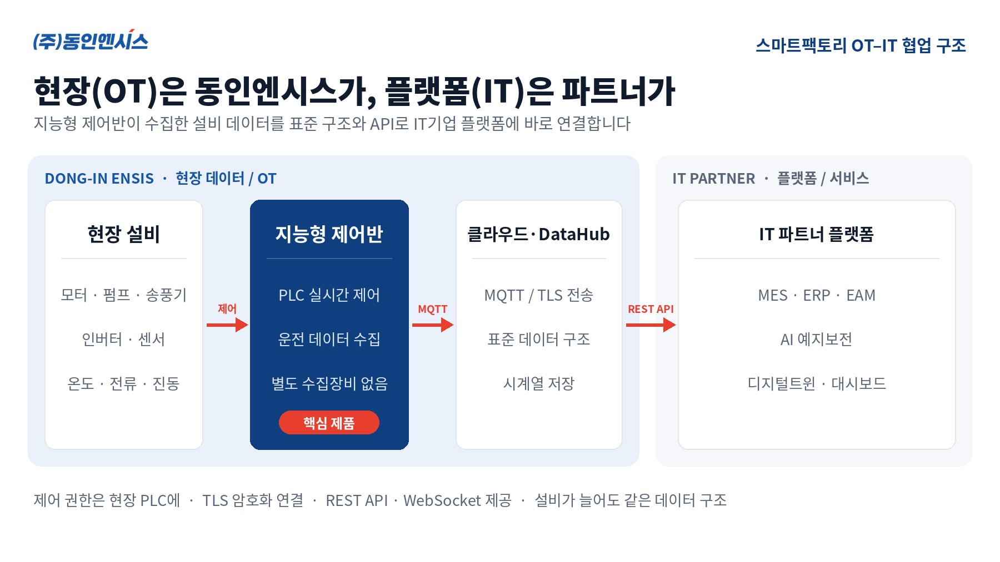 (주)동인엔시스
스마트팩토리 OT–IT 협업 구조
현장(OT)은 동인엔시스가, 플랫폼(IT)은 파트너가
지능형 제어반이 수집한 설비 데이터를 표준 구조와 API로 IT기업 플랫폼에 바로 연결합니다
DONG-IN ENSIS · 현장 데이터 / OT
현장 설비
모터 · 펌프 · 송풍기
인버터 · 센서
온도 · 전류 · 진동
제어
지능형 제어반
PLC 실시간 제어
운전 데이터 수집
별도 수집장비 없음
핵심 제품
MQTT
클라우드·DataHub
MQTT / TLS 전송
표준 데이터 구조
시계열 저장
REST API
IT PARTNER · 플랫폼 / 서비스
IT 파트너 플랫폼
MES · ERP · EAM
AI 예지보전
디지털트윈 · 대시보드
제어 권한은 현장 PLC에 · TLS 암호화 연결 · REST API · WebSocket 제공 · 설비가 늘어도 같은 데이터 구조